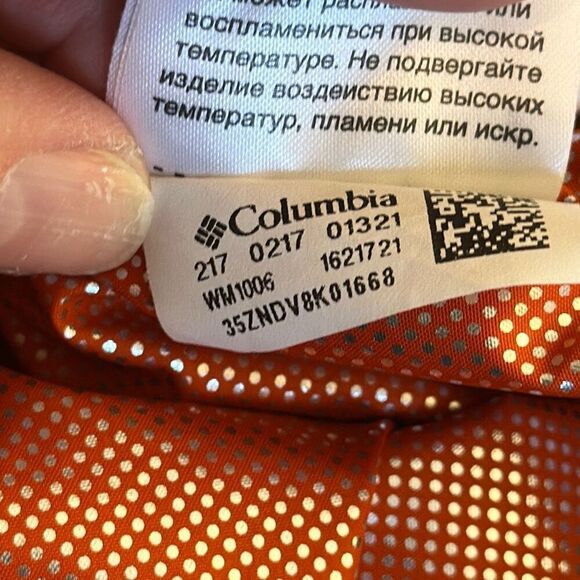 или
воспламениться при высокой
температуре. Не подвергайте
изделие воздействию высоких
температур, пламени или искр.
Columbia
217 0217 01321
WM1006 1621721
35ZNDV8K01668